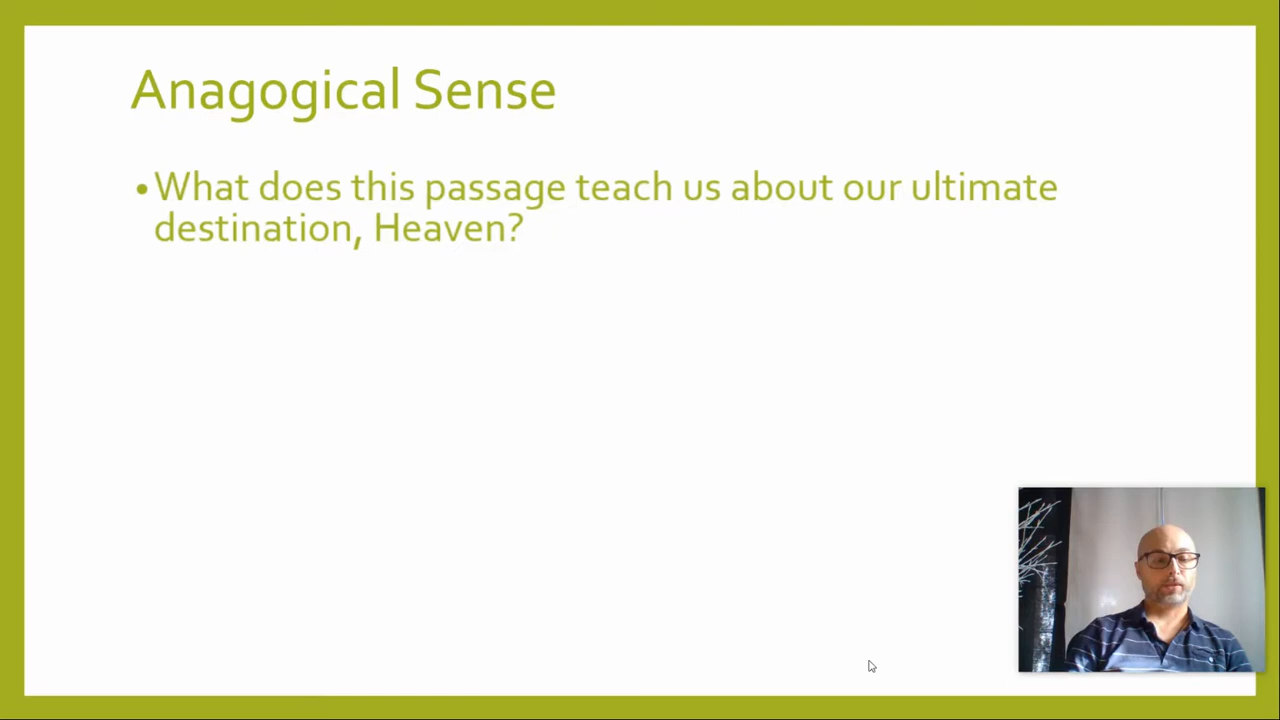 Anagogical Sense
•What does this passage teach us about our ultimate
destination, Heaven?